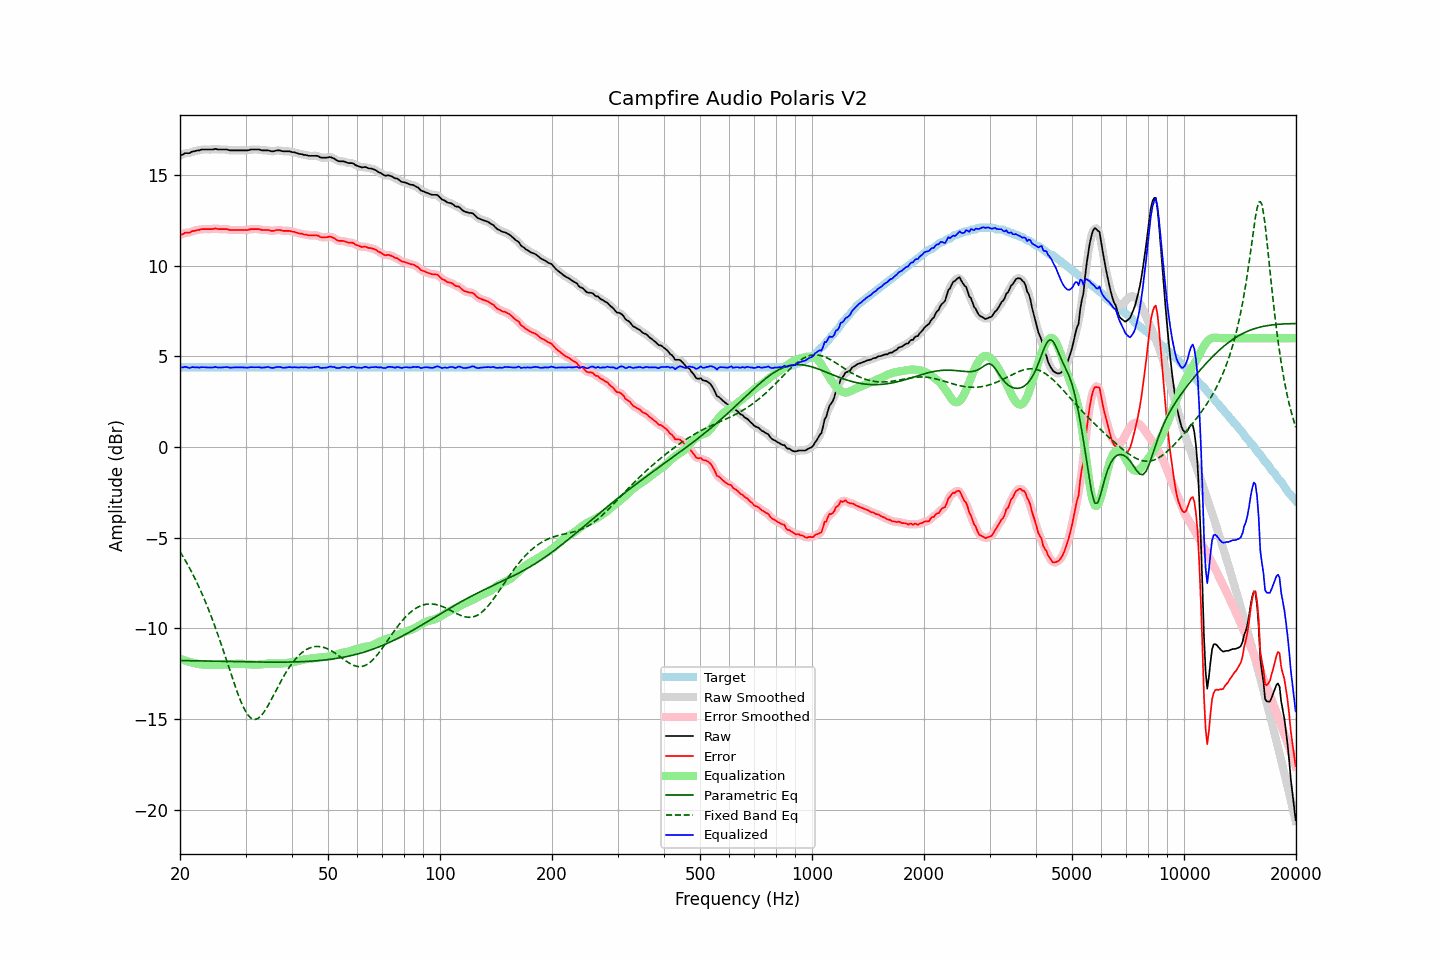 Campfire Audio Polaris V2
Amplitude (dBr)
15
10
5
0
−5
−10
−15
−20
Target
Raw Smoothed
Error Smoothed
Raw
Error
Equalization
Parametric Eq
Fixed Band Eq
Equalized
20 50 100 200 500 1000 2000 5000 10000 20000
Frequency (Hz)